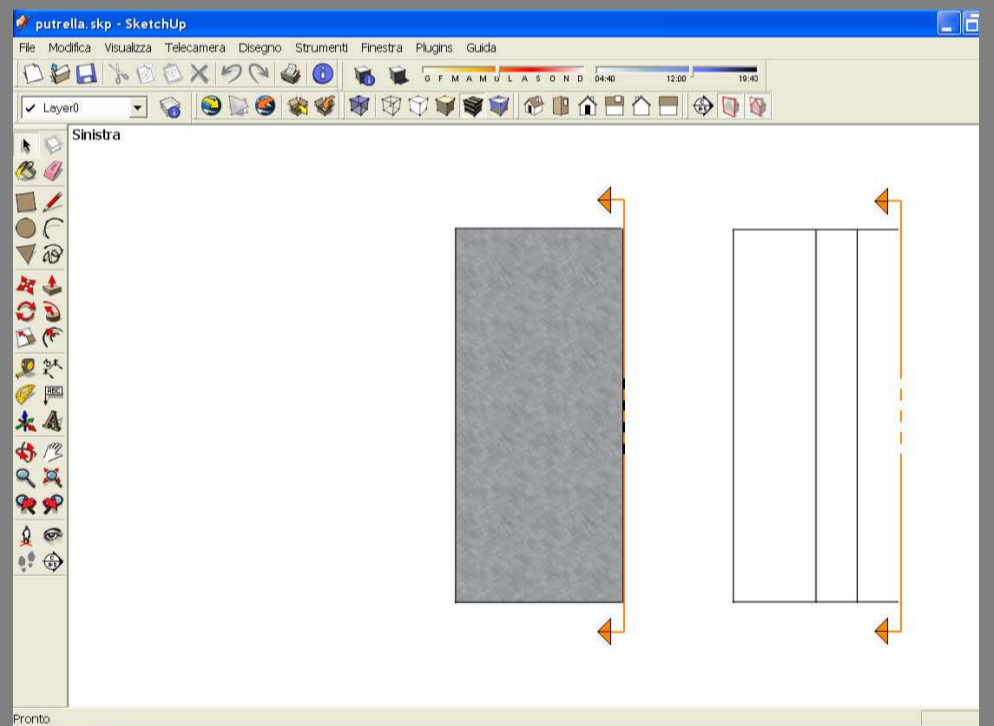 putrella.skp - SketchUp
File Modifica Visualizza Telecamera Disegno Strumenti Finestra Plugins Guida
G F M A M U L A S O N D 04:40 12:00 19:43
Layer0
Sinistra
ABC
Pronto